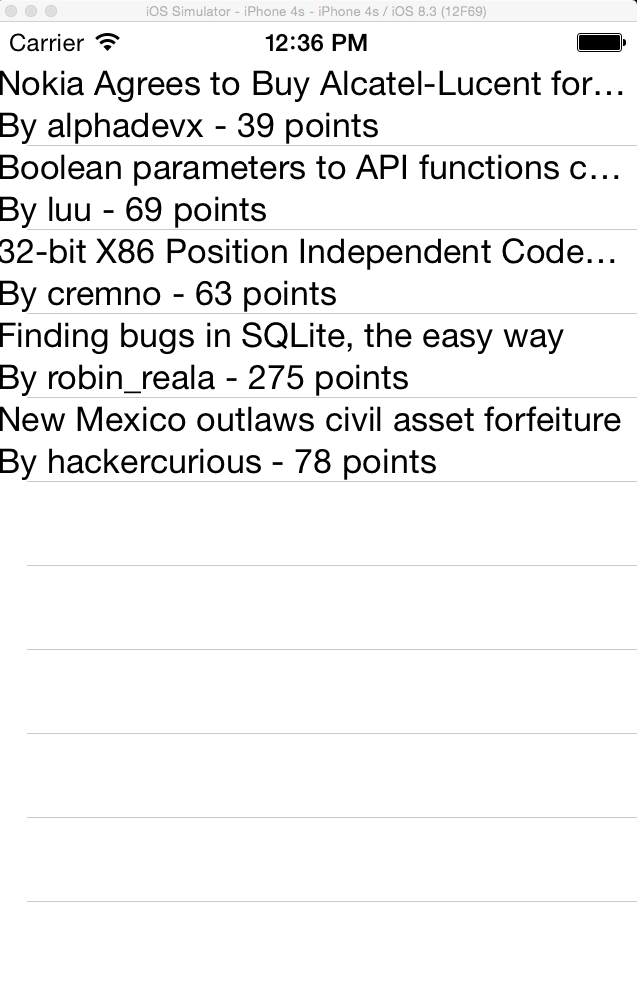 iOS Simulator - iPhone 4s - iPhone 4s / iOS 8.3 (12F69)
Carrier 12:36 PM
Nokia Agrees to Buy Alcatel-Lucent for…
By alphadevx - 39 points
Boolean parameters to API functions c…
By luu - 69 points
32-bit X86 Position Independent Code…
By cremno - 63 points
Finding bugs in SQLite, the easy way
By robin_reala - 275 points
New Mexico outlaws civil asset forfeiture
By hackercurious - 78 points